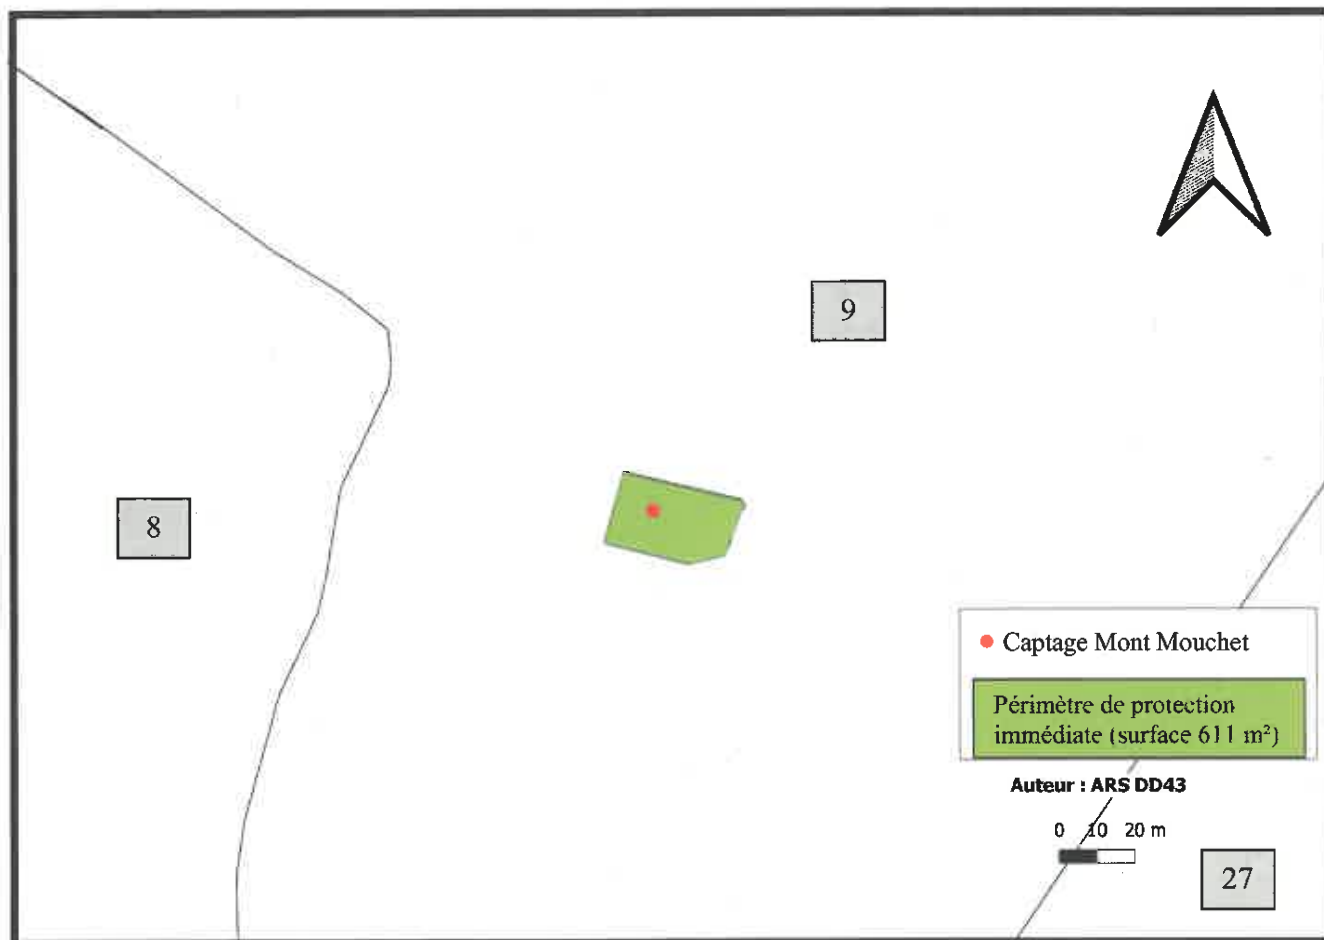 9
8
Captage Mont Mouchet
Périmètre de protection
immédiate (surface 611 m²)
Auteur : ARS DD43
0 10 20 m
27